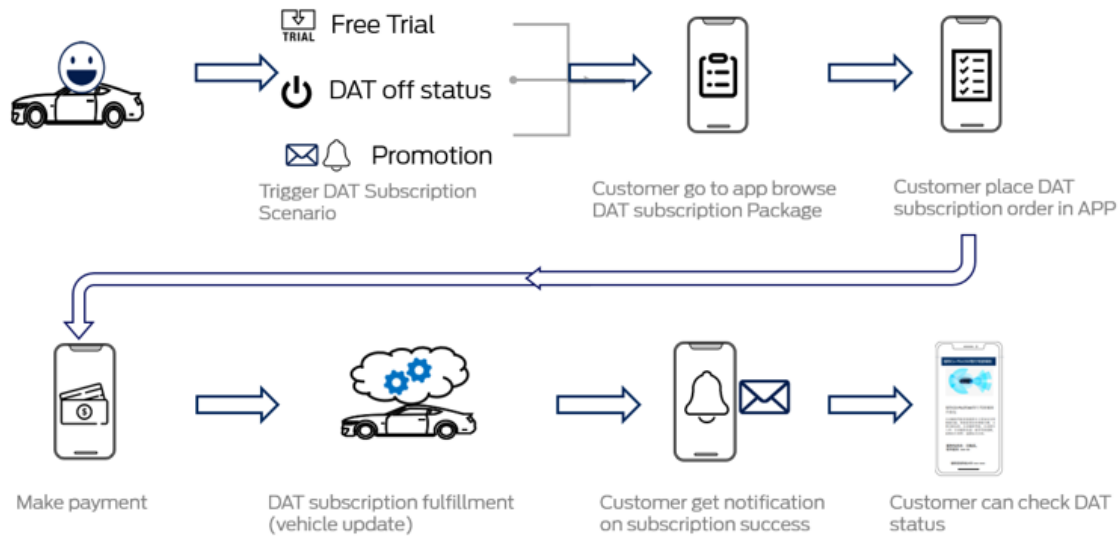 TRIAL
Free Trial
DAT off status
Promotion
Trigger DAT Subscription
Scenario
Customer go to app browse
DAT subscription Package
Customer place DAT
subscription order in APP
$
Make payment
DAT subscription fulfillment
(vehicle update)
Customer get notification
on subscription success
Customer can check DAT
status